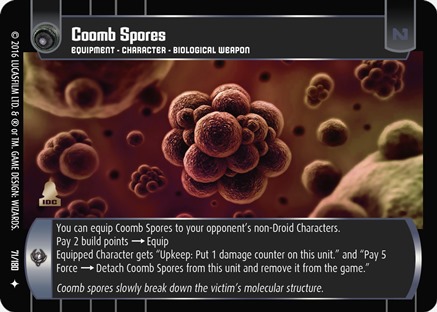 Coomb Spores
EQUIPMENT - CHARACTER - BIOLOGICAL WEAPON
N
© 2016 LUCASFILM LTD. & ® or TM. GAME DESIGN: WIZARDS.
71/180
IDC
You can equip Coomb Spores to your opponent's non-Droid Characters.
Pay 2 build points → Equip
Equipped Character gets “Upkeep: Put 1 damage counter on this unit.” and “Pay 5
Force → Detach Coomb Spores from this unit and remove it from the game.”
Coomb spores slowly break down the victim's molecular structure.